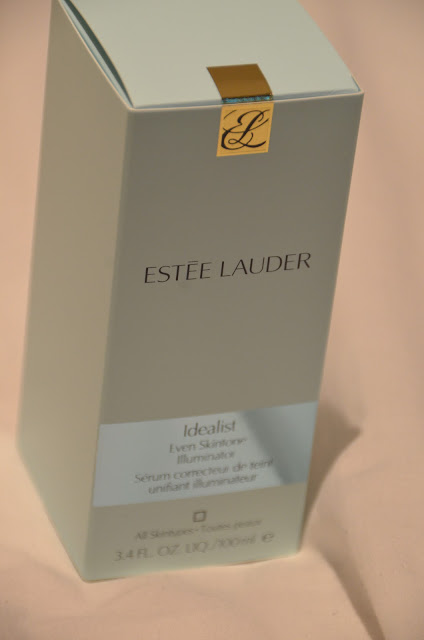 EL
ESTĒE LAUDER
Idealist
Even Skintone
Illuminator
Sérum correcteur de teint
unifiant illuminateur
All Skintypes • Toutes peaux
3.4 FL. OZ. LIQ./100 ml ℮